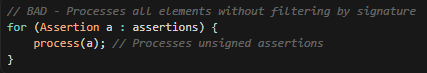 // BAD - Processes all elements without filtering by signature
for (Assertion a : assertions) {
    process(a); // Processes unsigned assertions
}